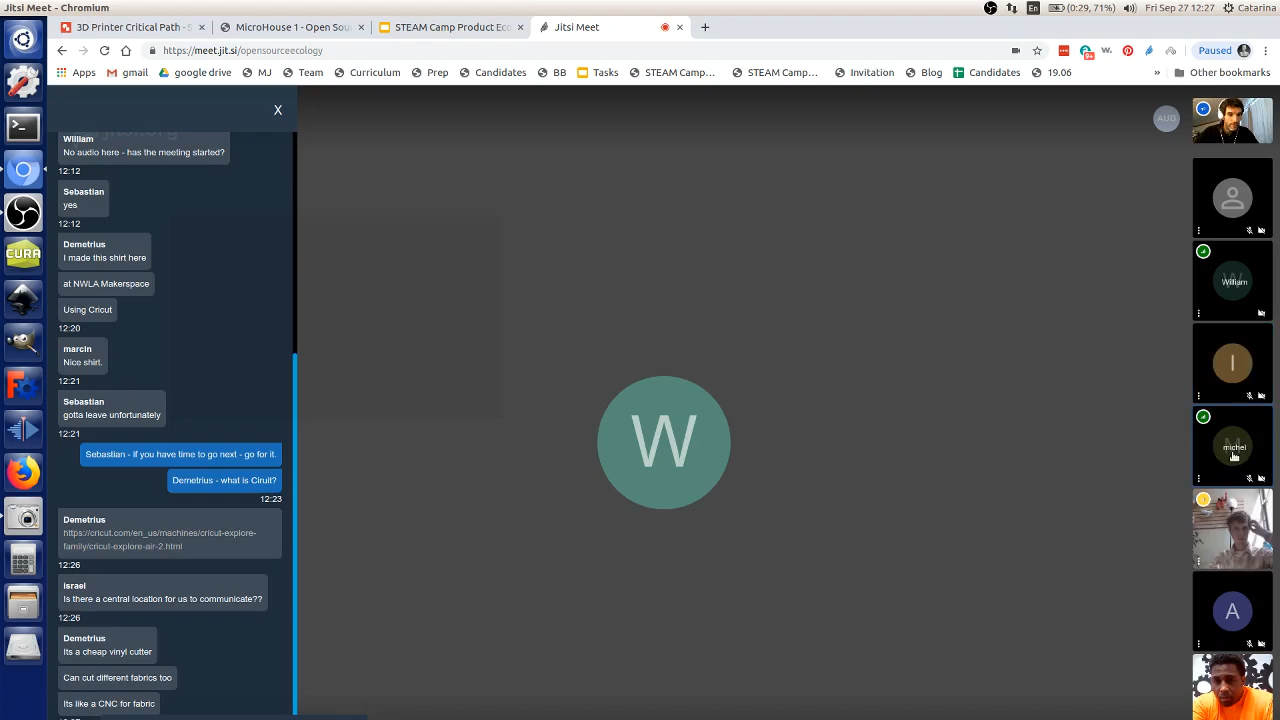 Jitsi Meet - Chromium
En
(0:29, 71%)
Fri Sep 27 12:27
Catarina
3D Printer Critical Path - S
MicroHouse 1 - Open Sou
STEAM Camp Product Eco
Jitsi Meet
https://meet.jit.si/opensourceecology
Paused
Apps
gmail
google drive
MJ
Team
Curriculum
Prep
Candidates
BB
Tasks
STEAM Camp...
STEAM Camp...
Invitation
Blog
Candidates
19.06
»
Other bookmarks
X
AUD
William
No audio here - has the meeting started?
12:12
Sebastian
yes
12:12
Demetrius
I made this shirt here
at NWLA Makerspace
Using Cricut
12:20
marcin
Nice shirt.
12:21
Sebastian
gotta leave unfortunately
12:21
Sebastian - if you have time to go next - go for it.
Demetrius - what is Ciruit?
12:23
Demetrius
https://cricut.com/en_us/machines/cricut-explore-
family/cricut-explore-air-2.html
12:26
Israel
Is there a central location for us to communicate??
12:26
Demetrius
Its a cheap vinyl cutter
Can cut different fabrics too
Its like a CNC for fabric
W
William
I
michel
A
CURA